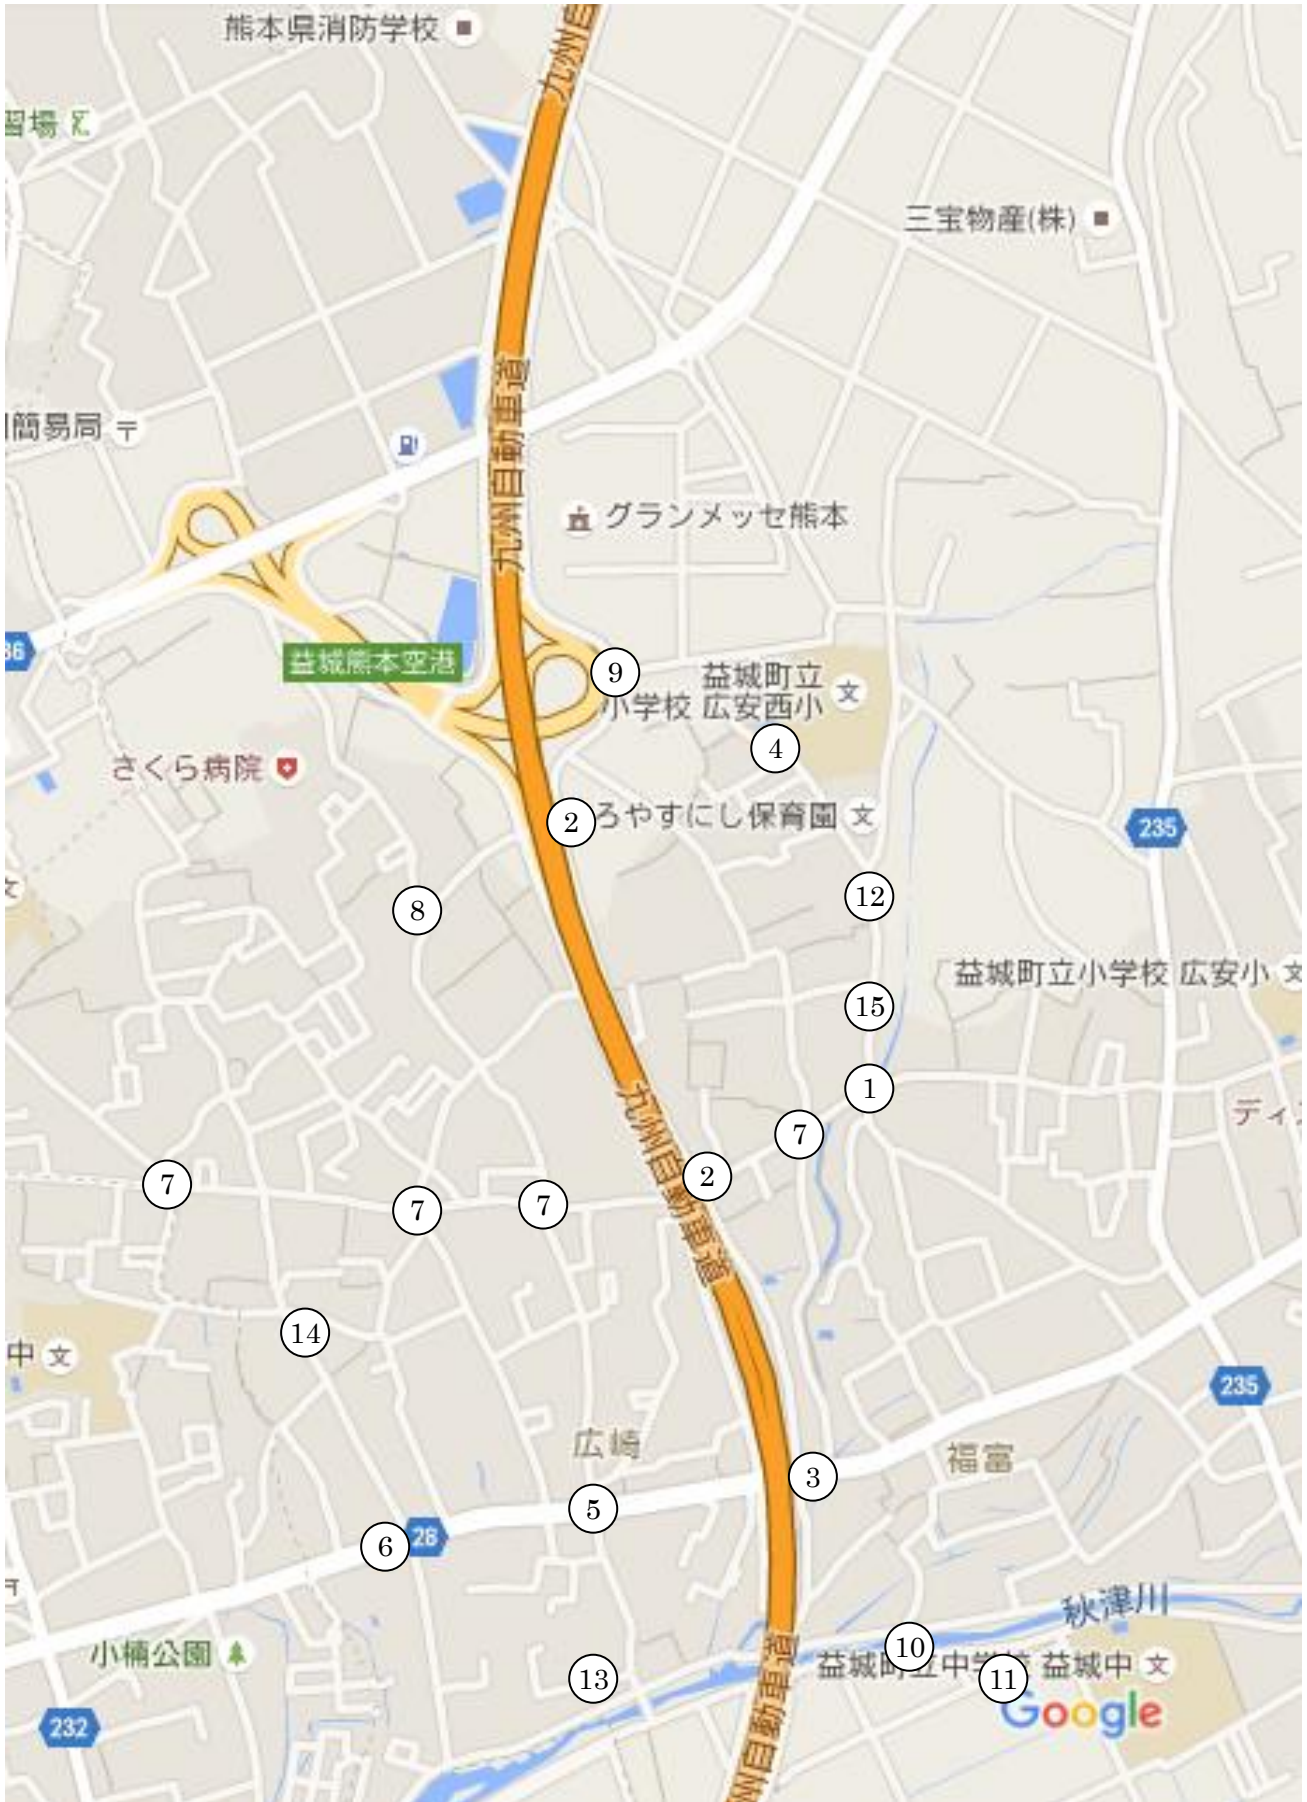 熊本県消防学校
九州自
習場
三宝物産(株)
九州自動車道
簡易局
グランメッセ熊本
36
益城熊本空港
9
益城町立
小学校 広安西小
4
さくら病院
2
ろやすにし保育園
235
8
12
益城町立小学校 広安小
文
15
1
ディ
九州自動車道
7
7
2
7
7
14
中
235
広崎
福富
3
5
6
28
秋津川
小楠公園
10
益城町立中学校 益城中
13
11
Google
232
州自動車道